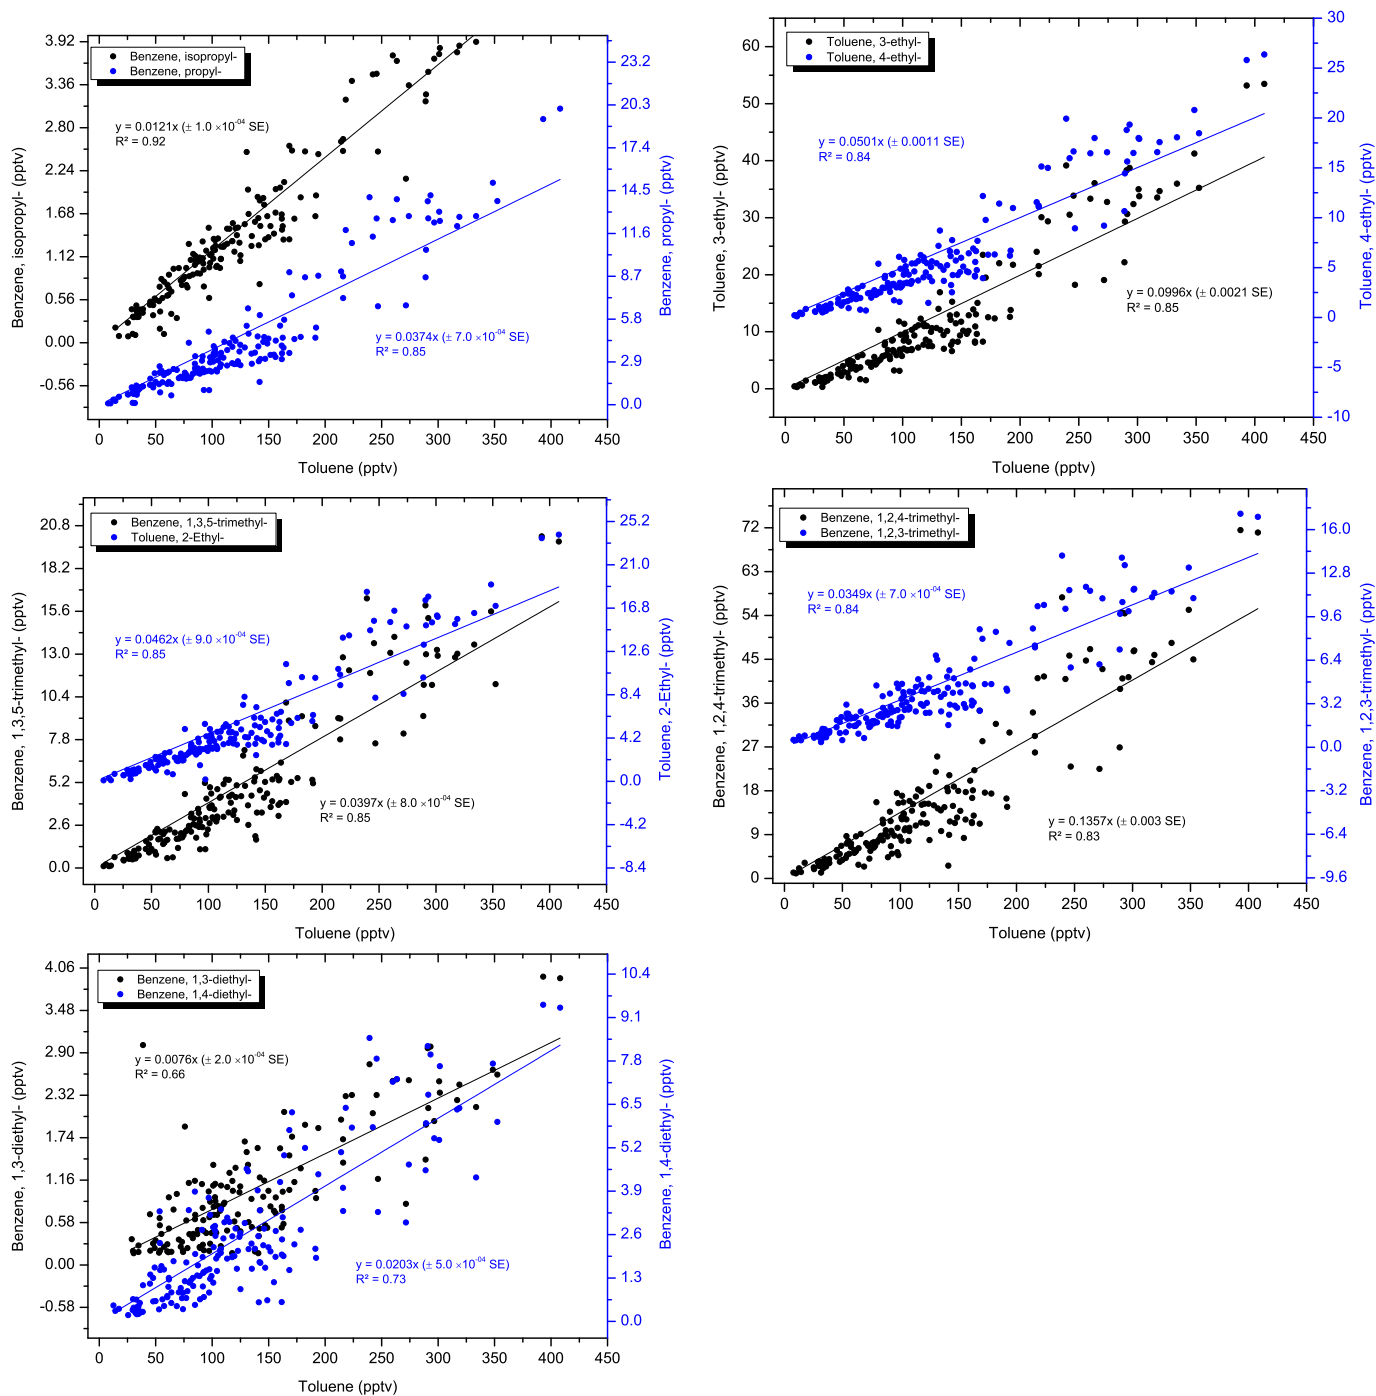 Benzene, isopropyl-
Benzene, propyl-
y = 0.0121x (± 1.0 ×10⁻⁰⁴ SE)
R² = 0.92
y = 0.0374x (± 7.0 ×10⁻⁰⁴ SE)
R² = 0.85
3.92
3.36
2.80
2.24
1.68
1.12
0.56
0.00
-0.56
23.2
20.3
17.4
14.5
11.6
8.7
5.8
2.9
0.0
0 50 100 150 200 250 300 350 400 450
Toluene (pptv)
Benzene, isopropyl- (pptv)
Benzene, propyl- (pptv)
Toluene, 3-ethyl-
Toluene, 4-ethyl-
y = 0.0501x (± 0.0011 SE)
R² = 0.84
y = 0.0996x (± 0.0021 SE)
R² = 0.85
60
50
40
30
20
10
0
30
25
20
15
10
5
0
-5
-10
0 50 100 150 200 250 300 350 400 450
Toluene (pptv)
Toluene, 3-ethyl- (pptv)
Toluene, 4-ethyl- (pptv)
Benzene, 1,3,5-trimethyl-
Toluene, 2-Ethyl-
y = 0.0462x (± 9.0 ×10⁻⁰⁴ SE)
R² = 0.85
y = 0.0397x (± 8.0 ×10⁻⁰⁴ SE)
R² = 0.85
20.8
18.2
15.6
13.0
10.4
7.8
5.2
2.6
0.0
25.2
21.0
16.8
12.6
8.4
4.2
0.0
-4.2
-8.4
0 50 100 150 200 250 300 350 400 450
Toluene (pptv)
Benzene, 1,3,5-trimethyl- (pptv)
Toluene, 2-Ethyl- (pptv)
Benzene, 1,2,4-trimethyl-
Benzene, 1,2,3-trimethyl-
y = 0.0349x (± 7.0 ×10⁻⁰⁴ SE)
R² = 0.84
y = 0.1357x (± 0.003 SE)
R² = 0.83
72
63
54
45
36
27
18
9
0
16.0
12.8
9.6
6.4
3.2
0.0
-3.2
-6.4
-9.6
0 50 100 150 200 250 300 350 400 450
Toluene (pptv)
Benzene, 1,2,4-trimethyl- (pptv)
Benzene, 1,2,3-trimethyl- (pptv)
Benzene, 1,3-diethyl-
Benzene, 1,4-diethyl-
y = 0.0076x (± 2.0 ×10⁻⁰⁴ SE)
R² = 0.66
y = 0.0203x (± 5.0 ×10⁻⁰⁴ SE)
R² = 0.73
4.06
3.48
2.90
2.32
1.74
1.16
0.58
0.00
-0.58
10.4
9.1
7.8
6.5
5.2
3.9
2.6
1.3
0.0
0 50 100 150 200 250 300 350 400 450
Toluene (pptv)
Benzene, 1,3-diethyl- (pptv)
Benzene, 1,4-diethyl- (pptv)